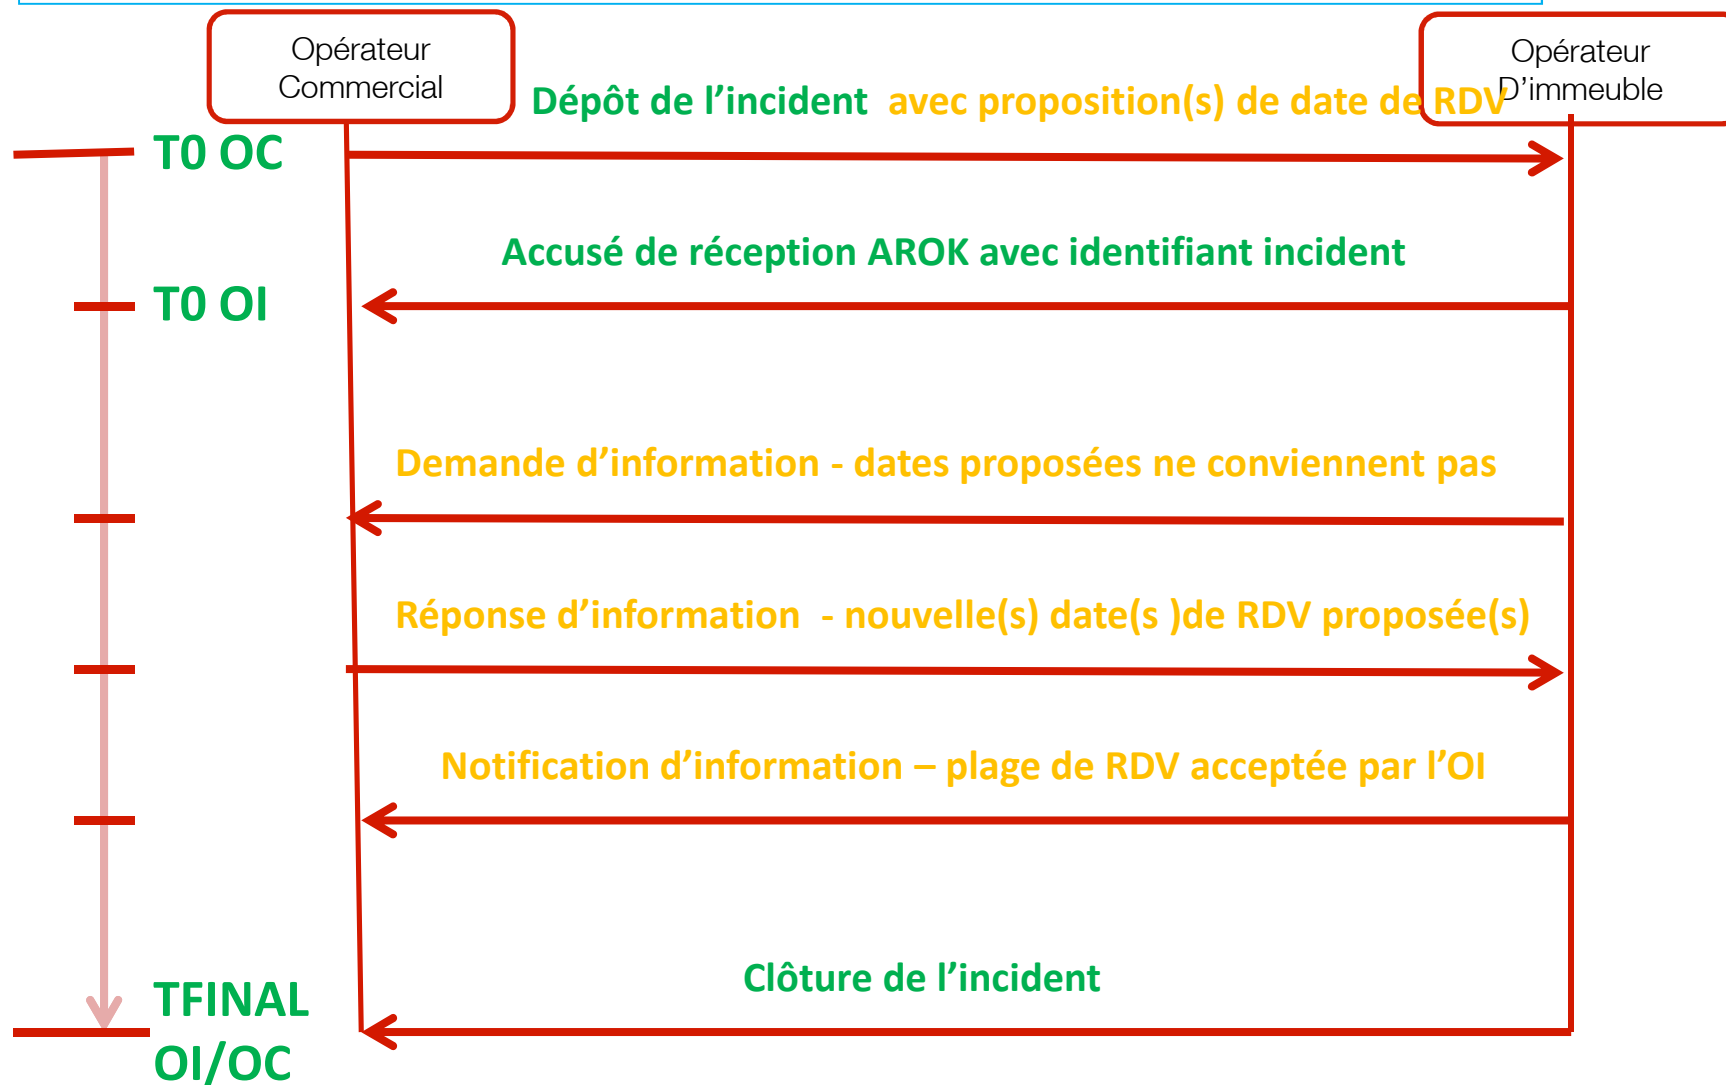 Opérateur
Commercial
Opérateur
D’immeuble
Dépôt de l’incident  avec proposition(s) de date de RDV
T0 OC
Accusé de réception AROK avec identifiant incident
T0 OI
Demande d’information - dates proposées ne conviennent pas
Réponse d’information  - nouvelle(s) date(s )de RDV proposée(s)
Notification d’information – plage de RDV acceptée par l’OI
Clôture de l’incident
TFINAL
OI/OC